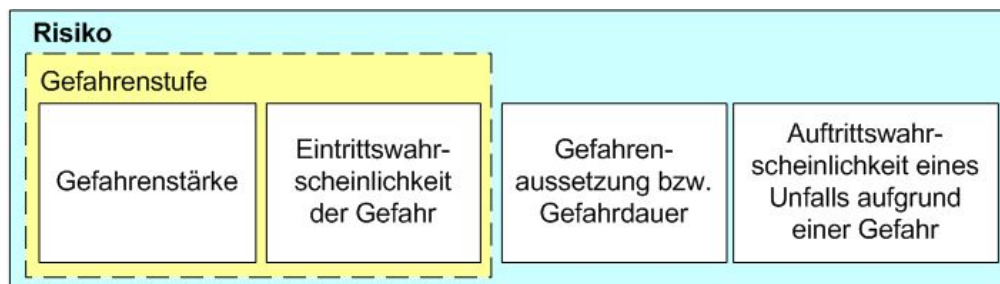 Risiko
Gefahrenstufe
Gefahrenstärke
Eintrittswahr-
scheinlichkeit
der Gefahr
Gefahren-
aussetzung bzw.
Gefahrdauer
Auftrittswahr-
scheinlichkeit eines
Unfalls aufgrund
einer Gefahr